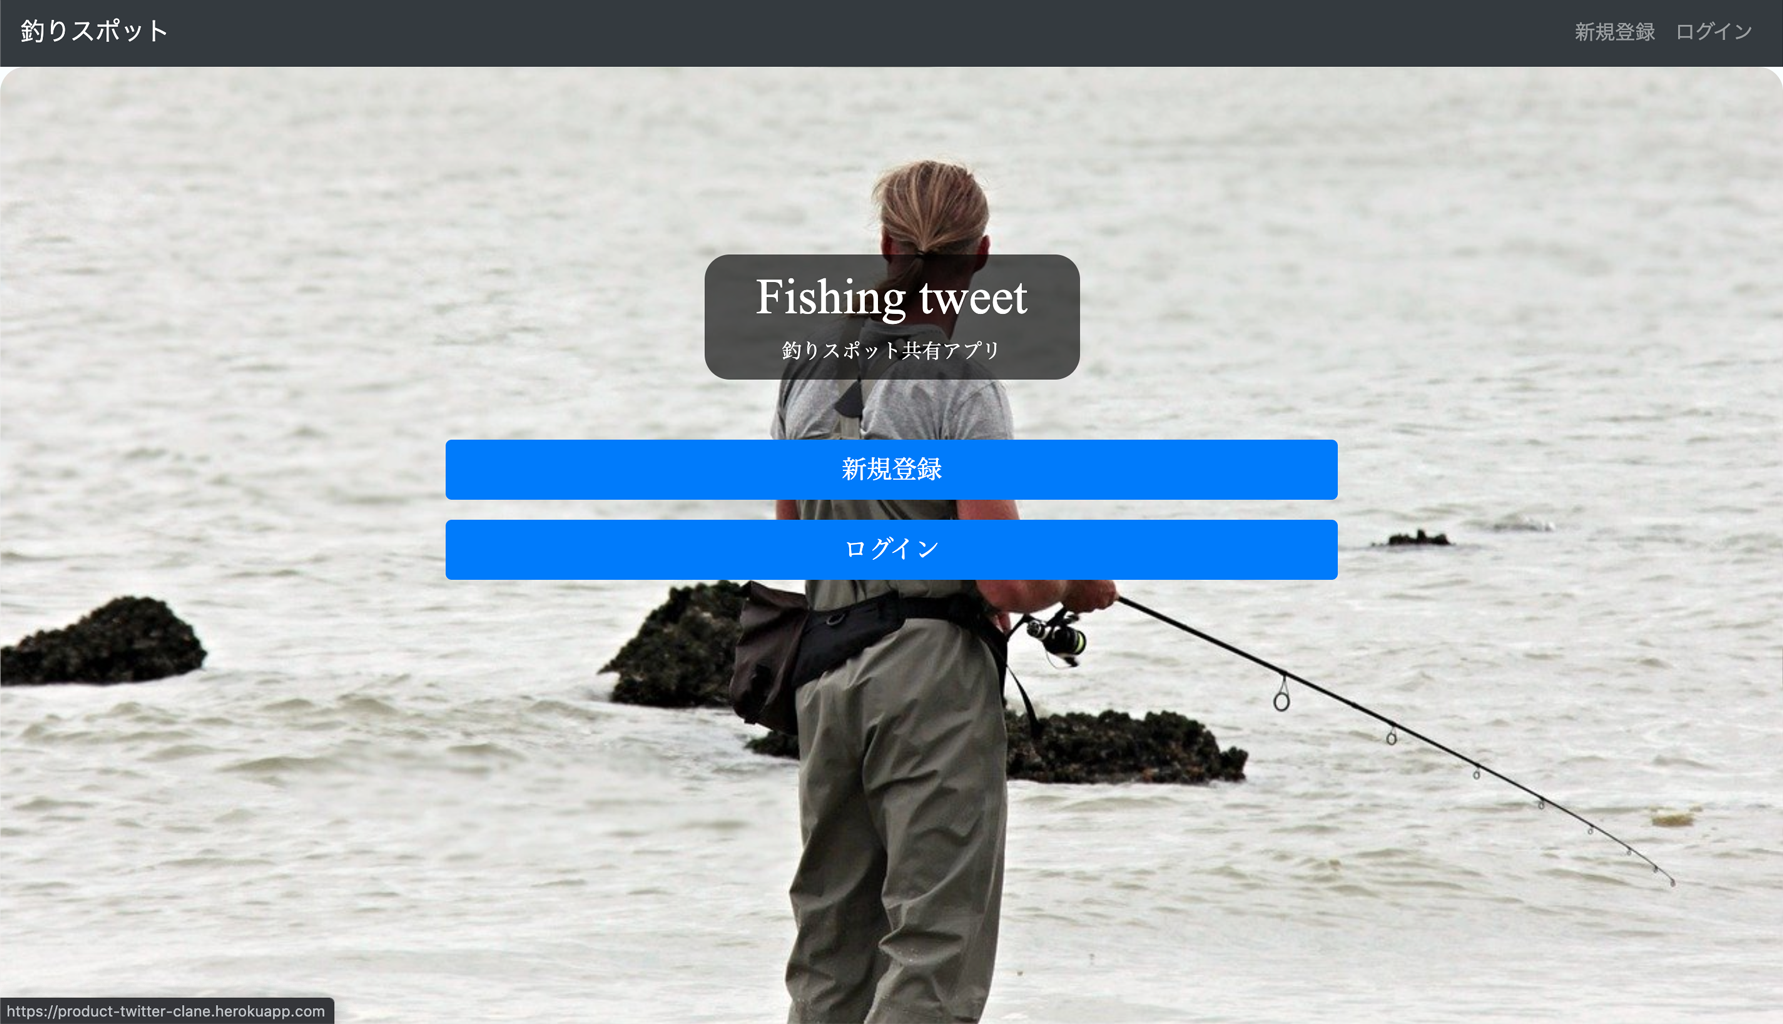 釣りスポット
新規登録 ログイン
Fishing tweet
釣りスポット共有アプリ
新規登録
ログイン
https://product-twitter-clane.herokuapp.com